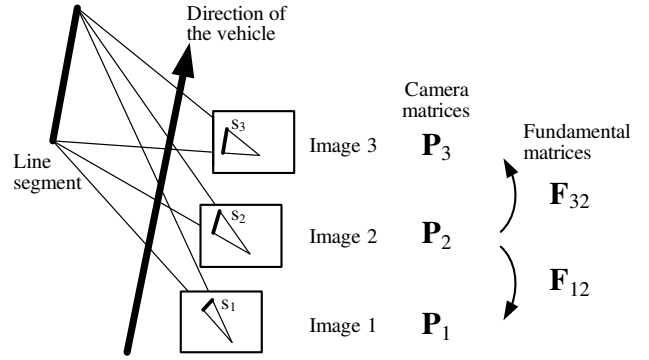 Direction of
the vehicle
Camera
matrices
Fundamental
matrices
Line
segment
s3
Image 3
P3
F32
s2
Image 2
P2
F12
s1
Image 1
P1